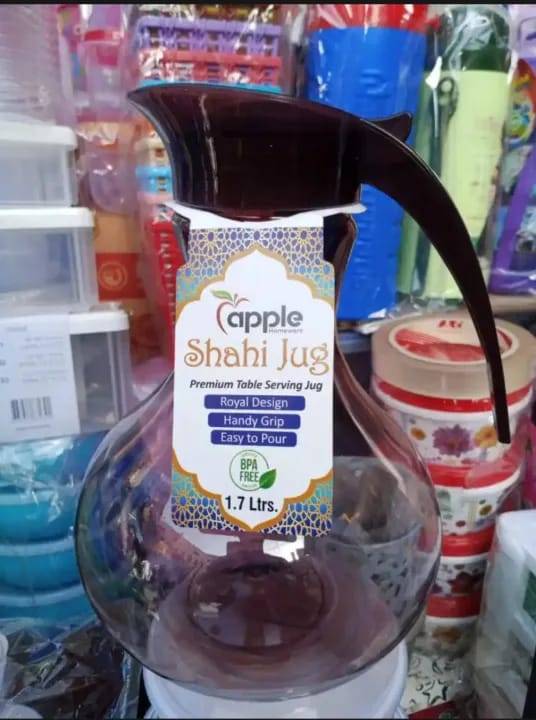 apple
Homeware
Shahi Jug
Premium Table Serving Jug
Royal Design
Handy Grip
Easy to Pour
BPA
FREE
1.7 Ltrs.